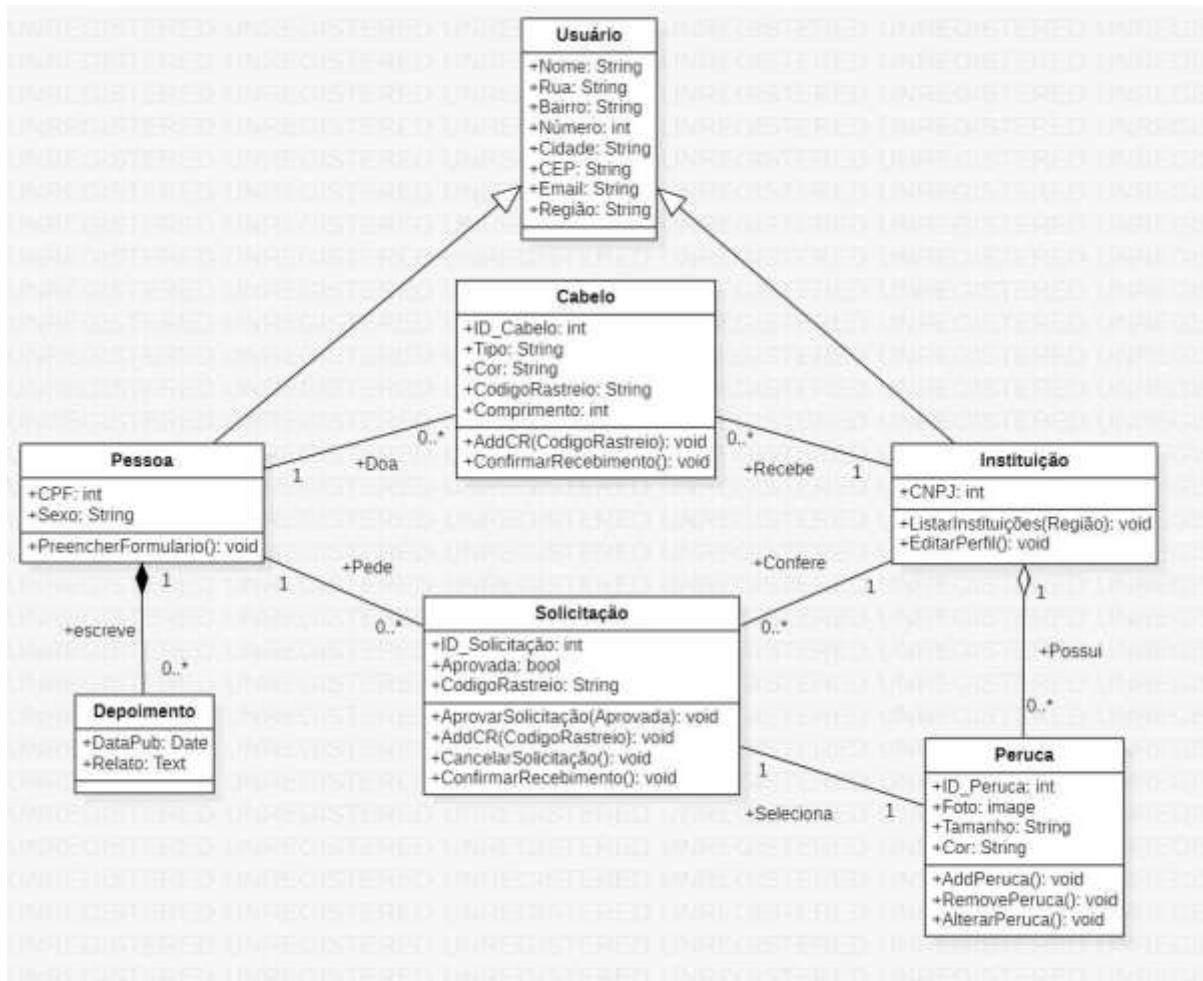 Usuário
+Nome: String
+Rua: String
+Bairro: String
+Número: int
+Cidade: String
+CEP: String
+Email: String
+Região: String
Cabelo
+ID_Cabelo: int
+Tipo: String
+Cor: String
+CodigoRastreio: String
+Comprimento: int
+AddCR(CodigoRastreio): void
+ConfirmarRecebimento(): void
0..*
+Doa
1
0..*
+Recebe
1
Pessoa
+CPF: int
+Sexo: String
+PreencherFormulario(): void
Instituição
+CNPJ: int
+ListarInstituições(Região): void
+EditarPerfil(): void
1
+escreve
0..*
1
+Pede
0..*
+Confere
1
0..*
1
+Possui
0..*
Solicitação
+ID_Solicitação: int
+Aprovada: bool
+CodigoRastreio: String
+AprovarSolicitação(Aprovada): void
+AddCR(CodigoRastreio): void
+CancelarSolicitação(): void
+ConfirmarRecebimento(): void
Depoimento
+DataPub: Date
+Relato: Text
1
+Seleciona
1
Peruca
+ID_Peruca: int
+Foto: image
+Tamanho: String
+Cor: String
+AddPeruca(): void
+RemovePeruca(): void
+AlterarPeruca(): void